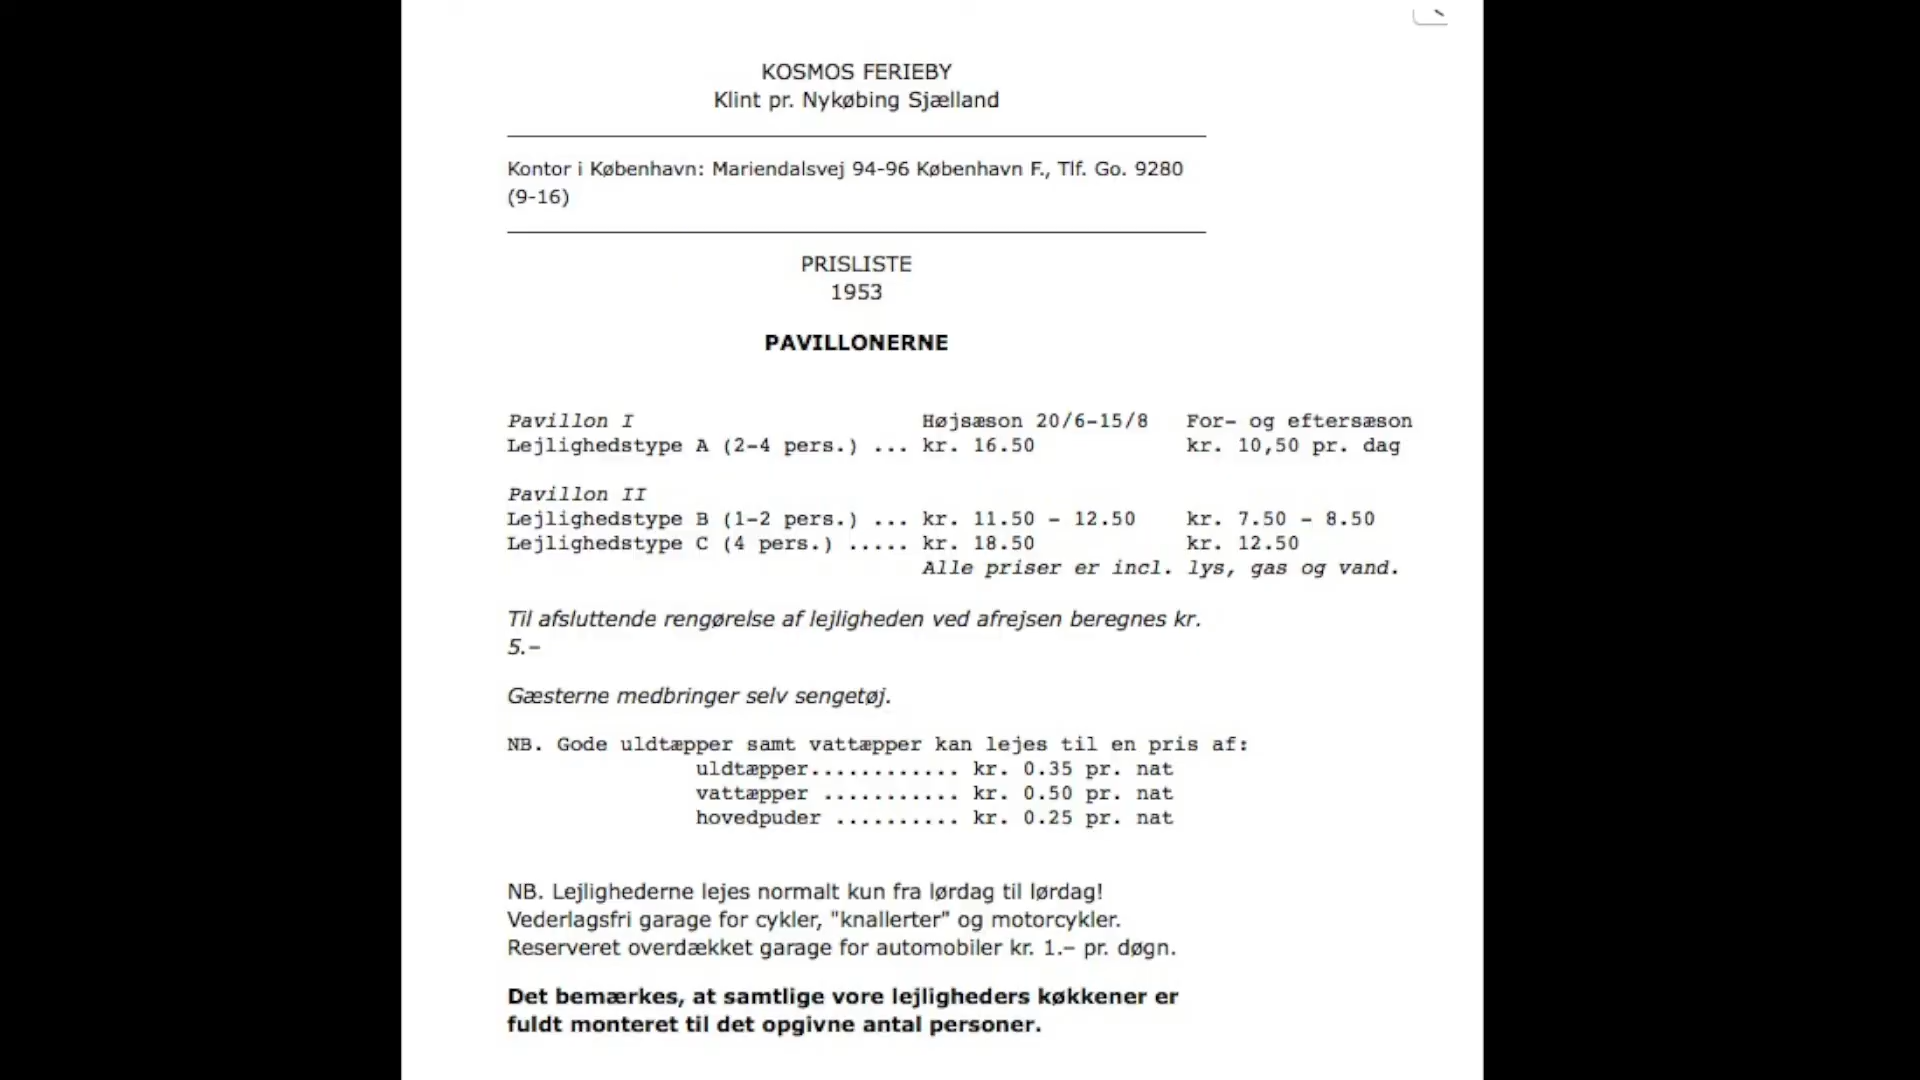 KOSMOS FERIEBY
Klint pr. Nykøbing Sjælland
Kontor i København: Mariendalsvej 94-96 København F., Tlf. Go. 9280
(9-16)
PRISLISTE
1953
PAVILLONERNE
Pavillon I Højsæson 20/6-15/8 For- og eftersæson
Lejlighedstype A (2-4 pers.) ... kr. 16.50 kr. 10,50 pr. dag
Pavillon II
Lejlighedstype B (1-2 pers.) ... kr. 11.50 - 12.50 kr. 7.50 - 8.50
Lejlighedstype C (4 pers.) ..... kr. 18.50 kr. 12.50
Alle priser er incl. lys, gas og vand.
Til afsluttende rengørelse af lejligheden ved afrejsen beregnes kr.
5.–
Gæsterne medbringer selv sengetøj.
NB. Gode uldtæpper samt vattæpper kan lejes til en pris af:
uldtæpper............ kr. 0.35 pr. nat
vattæpper ........... kr. 0.50 pr. nat
hovedpuder .......... kr. 0.25 pr. nat
NB. Lejlighederne lejes normalt kun fra lørdag til lørdag!
Vederlagsfri garage for cykler, "knallerter" og motorcykler.
Reserveret overdækket garage for automobiler kr. 1.– pr. døgn.
Det bemærkes, at samtlige vore lejligheders køkkener er
fuldt monteret til det opgivne antal personer.